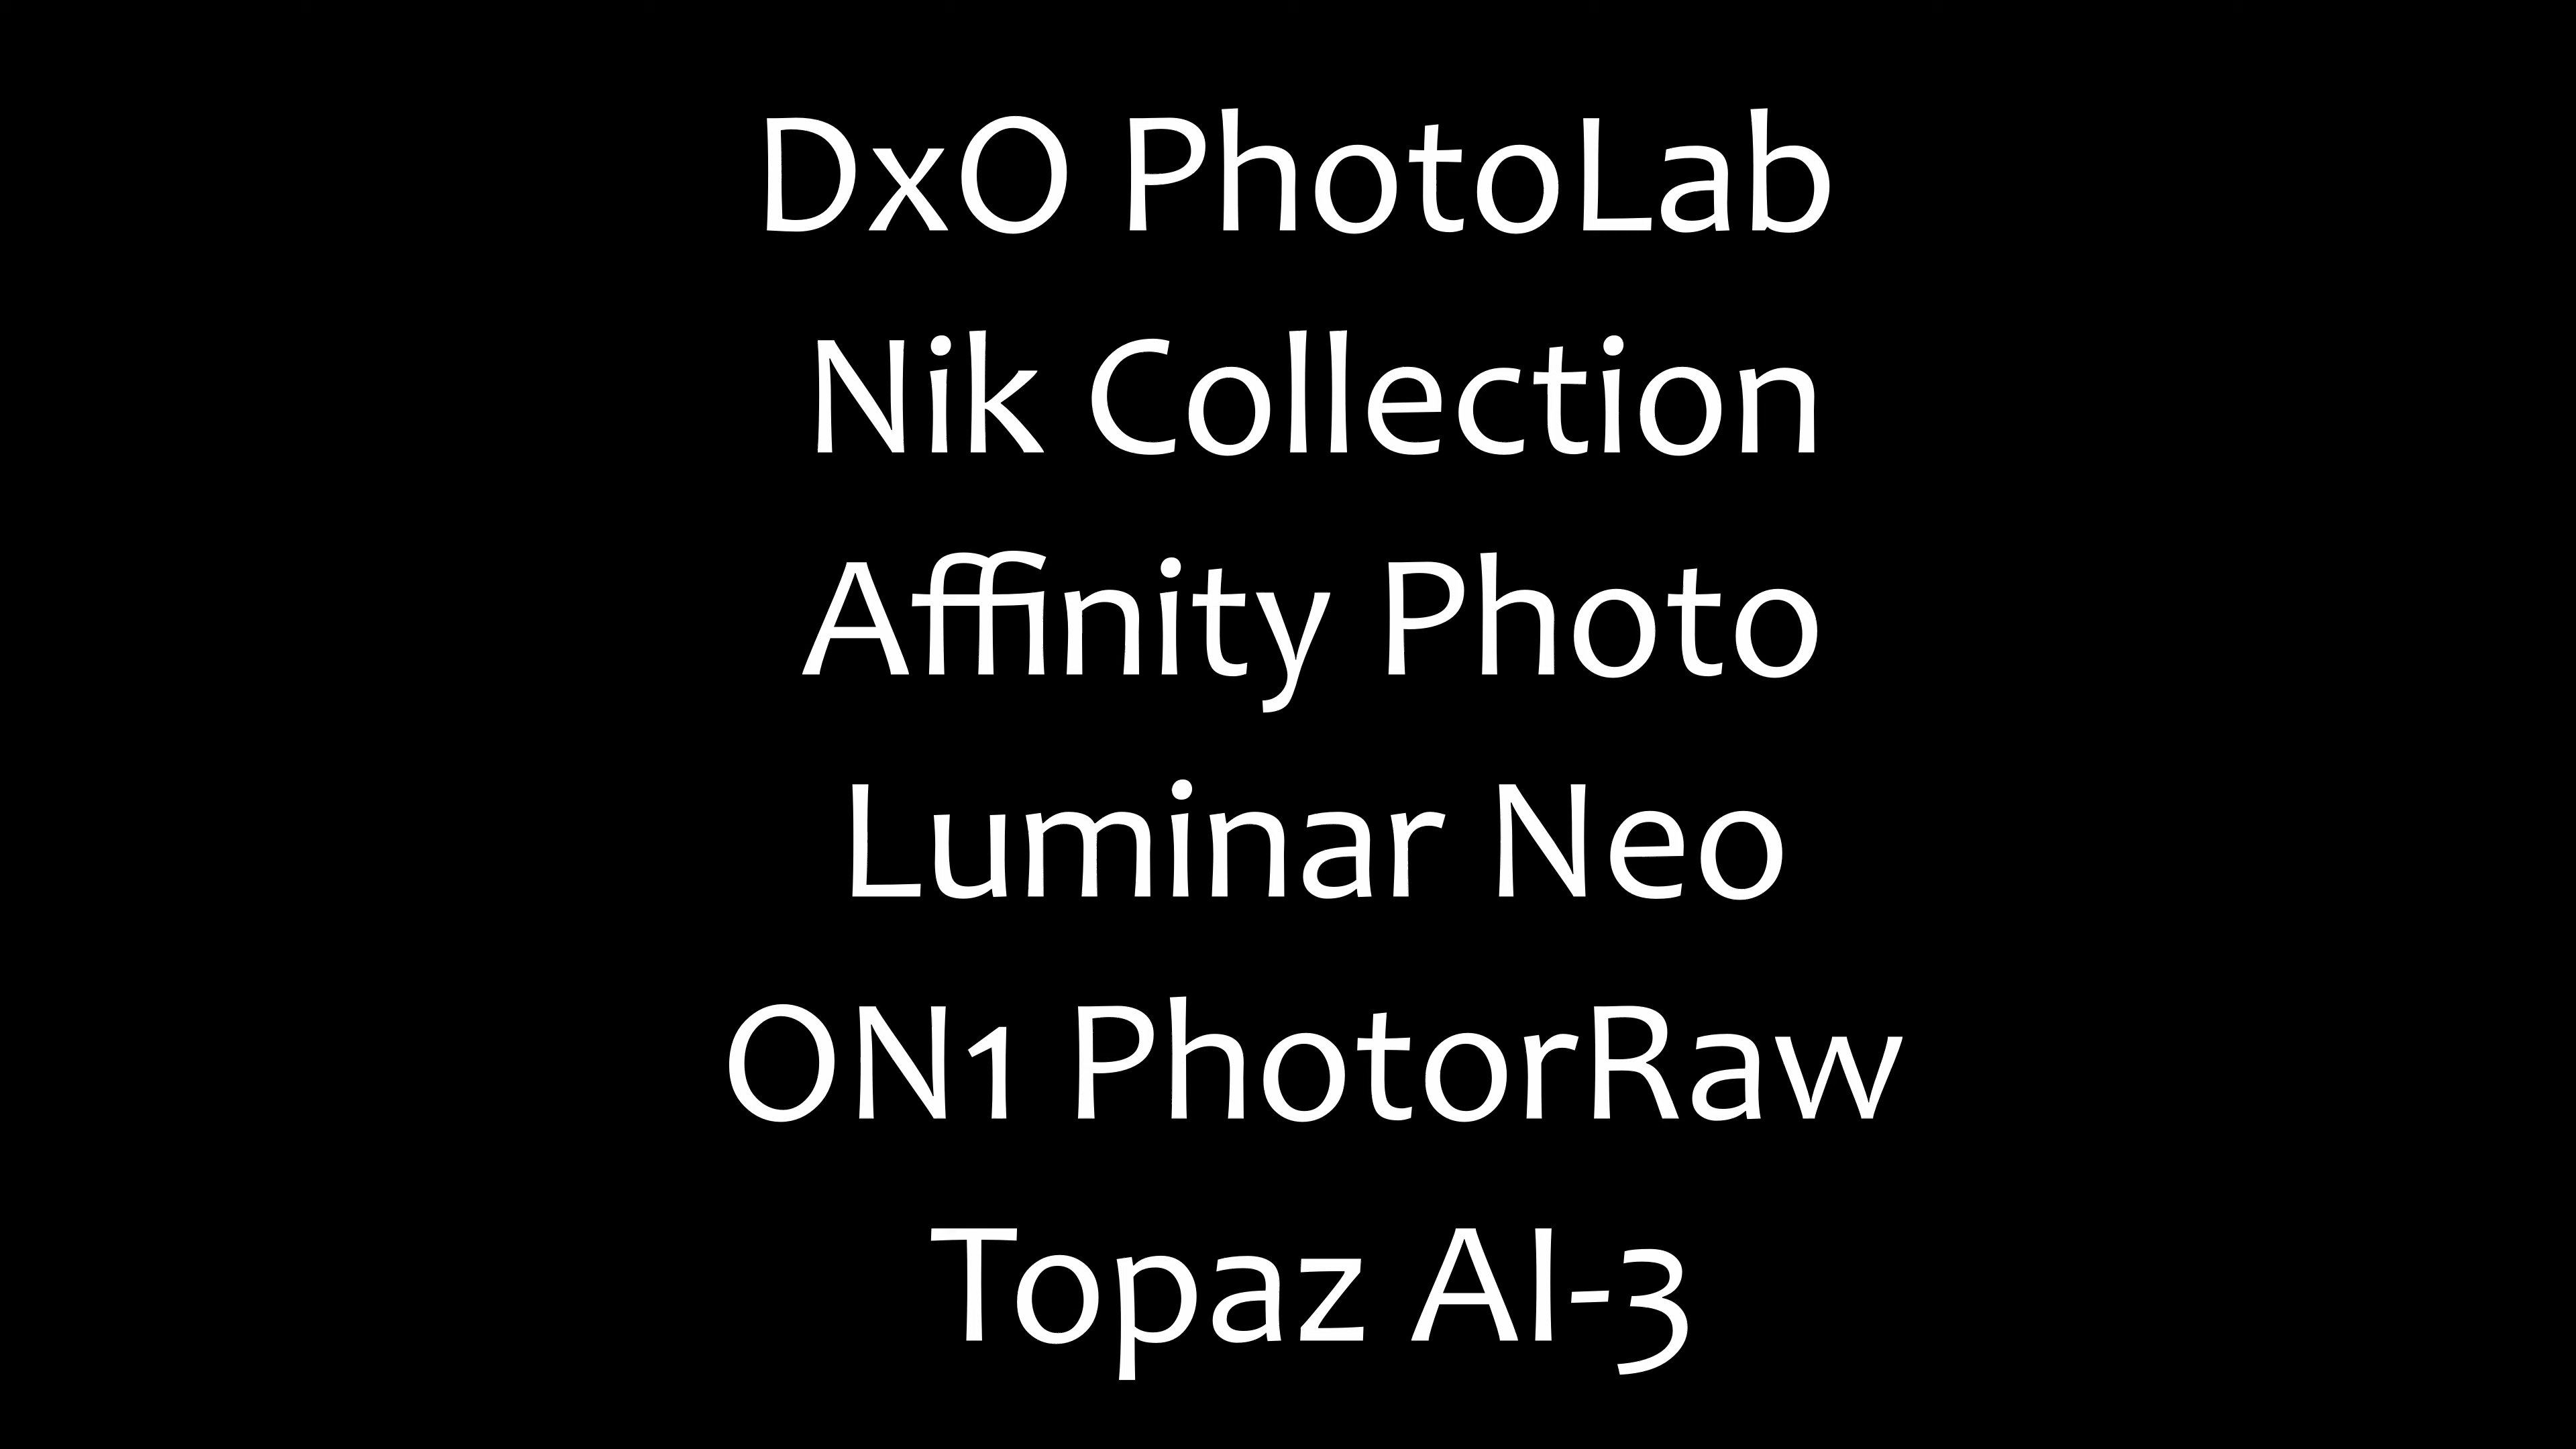 DxO PhotoLab
Nik Collection
Affinity Photo
Luminar Neo
ON1 PhotorRaw
Topaz AI-3